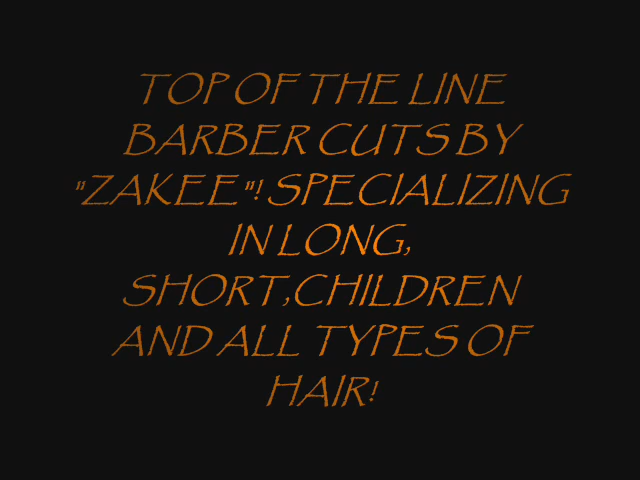 TOP OF THE LINE
BARBER CUTS BY
"ZAKEE"! SPECIALIZING
IN LONG,
SHORT,CHILDREN
AND ALL TYPES OF
HAIR!